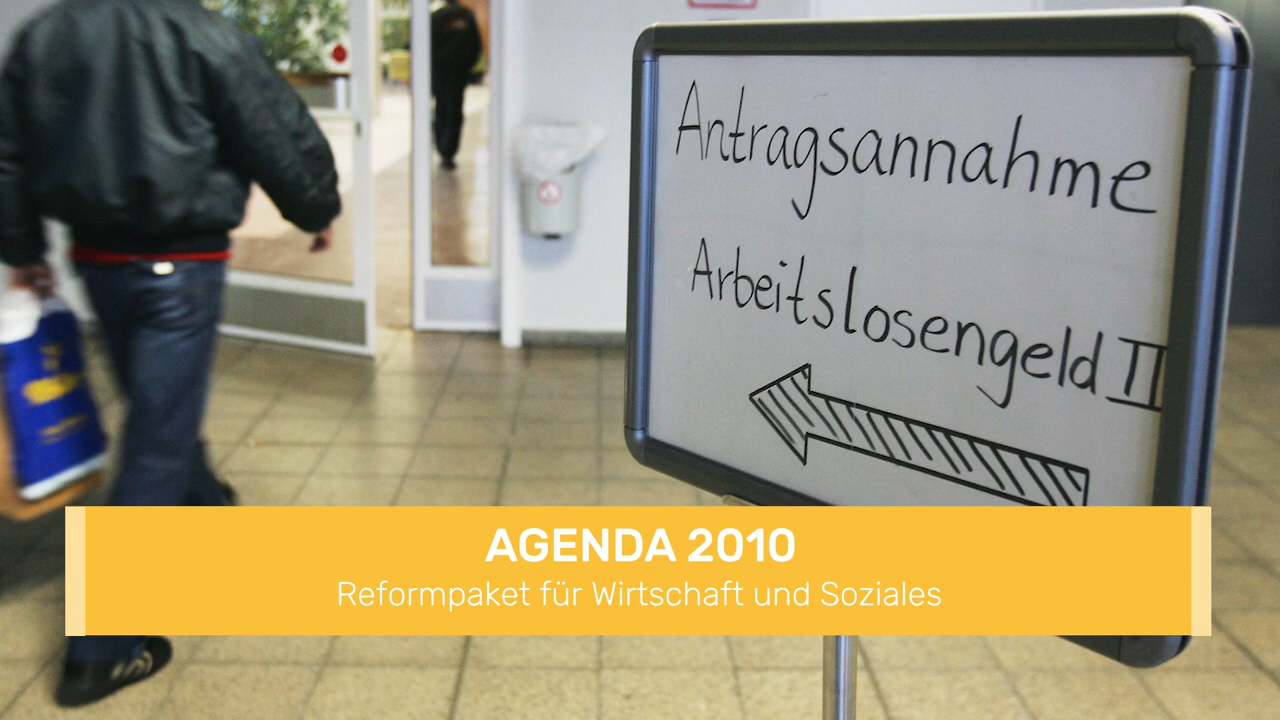 Antragsannahme
Arbeitslosengeld II
AGENDA 2010
Reformpaket für Wirtschaft und Soziales